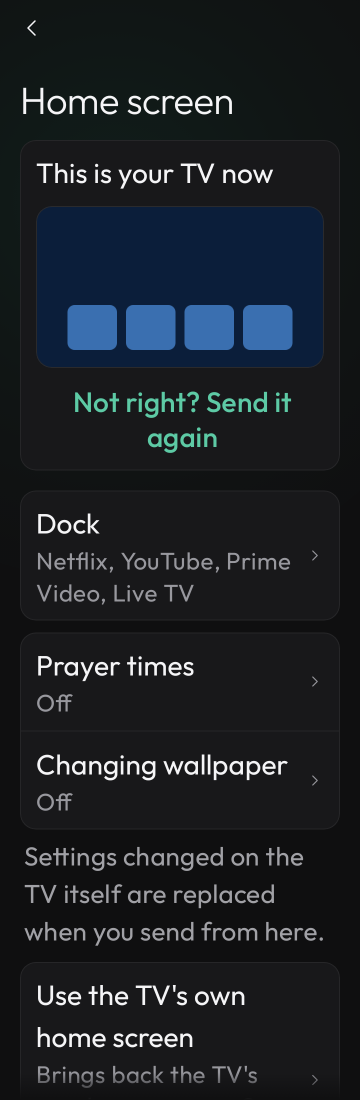 Home screen
This is your TV now
Not right? Send it
again
Dock
Netflix, YouTube, Prime
Video, Live TV
Prayer times
Off
Changing wallpaper
Off
Settings changed on the
TV itself are replaced
when you send from here.
Use the TV's own
home screen
Brings back the TV's